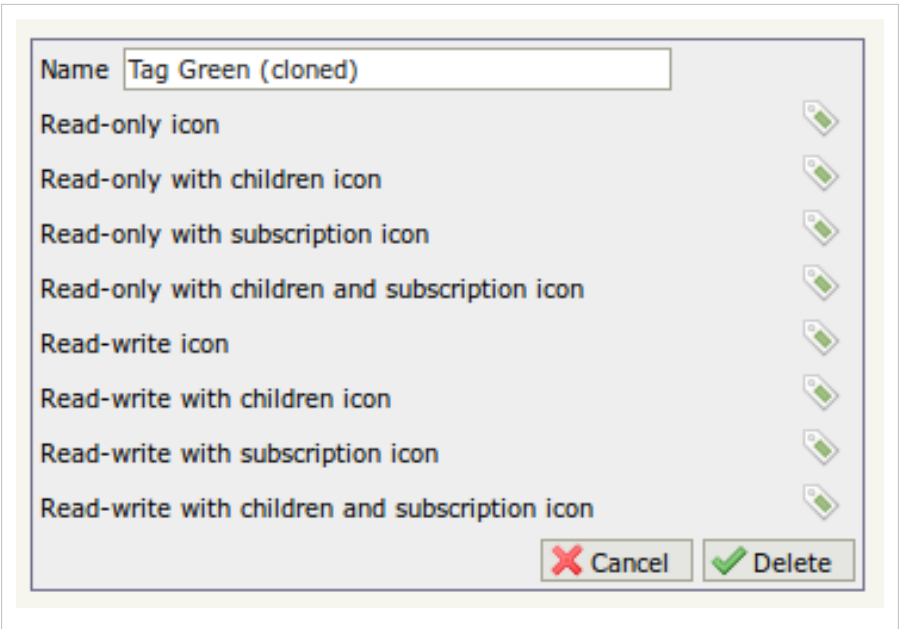 Name Tag Green (cloned)
Read-only icon
Read-only with children icon
Read-only with subscription icon
Read-only with children and subscription icon
Read-write icon
Read-write with children icon
Read-write with subscription icon
Read-write with children and subscription icon
Cancel Delete